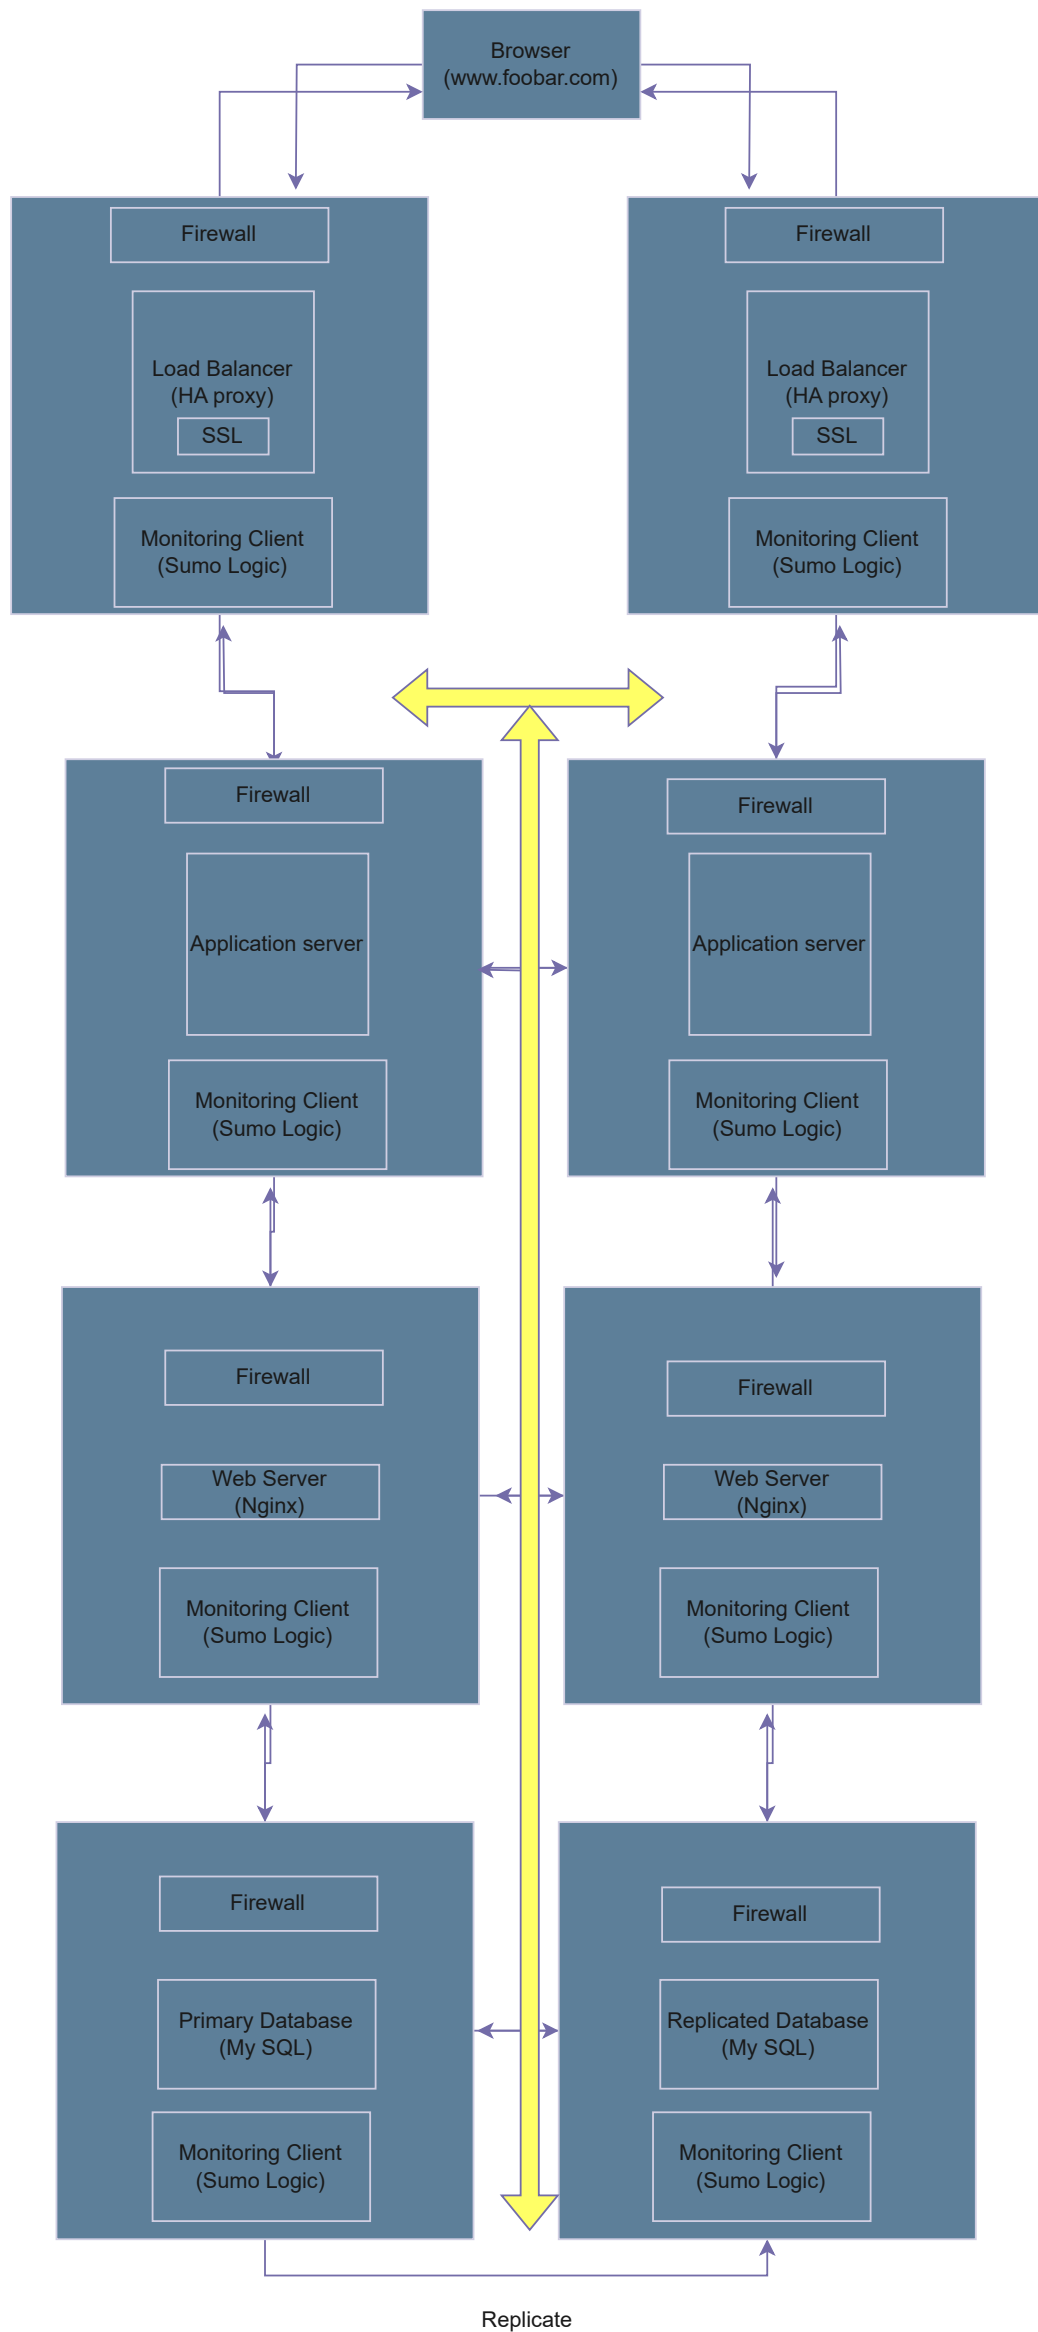 Browser
(www.foobar.com)
Firewall
Firewall
Load Balancer
(HA proxy)
SSL
Load Balancer
(HA proxy)
SSL
Monitoring Client
(Sumo Logic)
Monitoring Client
(Sumo Logic)
Firewall
Firewall
Application server
Application server
Monitoring Client
(Sumo Logic)
Monitoring Client
(Sumo Logic)
Firewall
Firewall
Web Server
(Nginx)
Web Server
(Nginx)
Monitoring Client
(Sumo Logic)
Monitoring Client
(Sumo Logic)
Firewall
Firewall
Primary Database
(My SQL)
Replicated Database
(My SQL)
Monitoring Client
(Sumo Logic)
Monitoring Client
(Sumo Logic)
Replicate